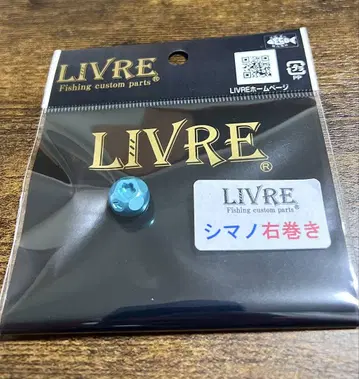 LIVRE
Fishing custom parts®
LIVREホームページ
PP
LIVRE®
LIVRE
Fishing custom parts®
シマノ右巻き